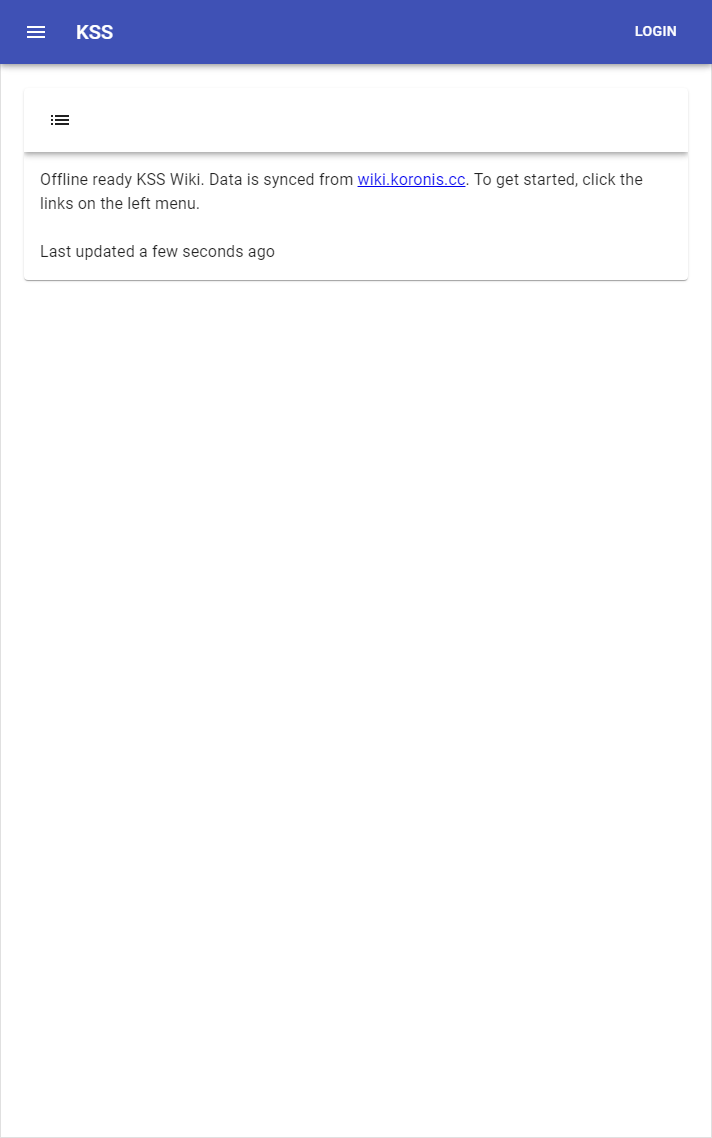 KSS
LOGIN
Offline ready KSS Wiki. Data is synced from wiki.koronis.cc. To get started, click the
links on the left menu.
Last updated a few seconds ago